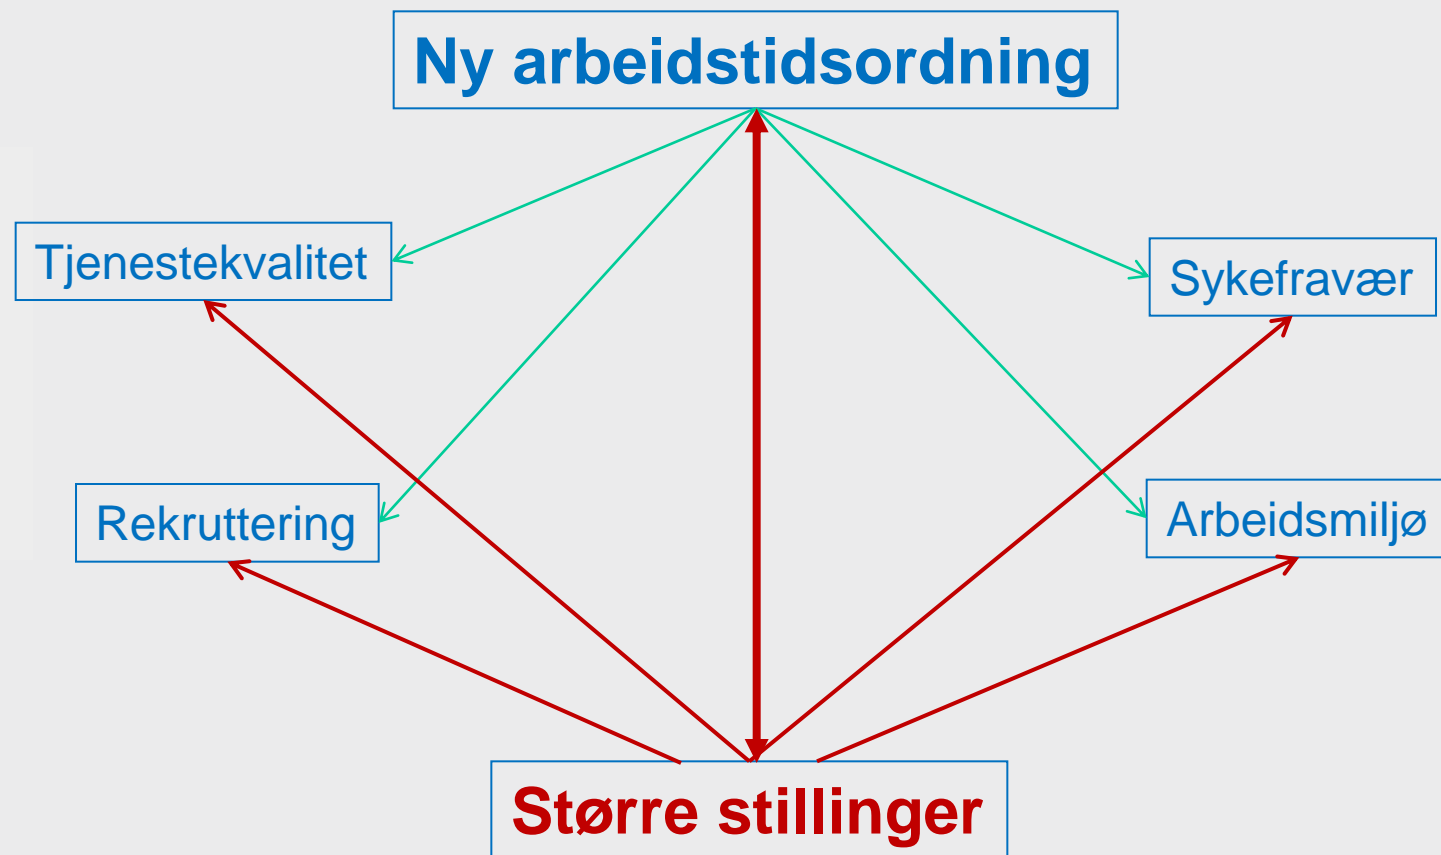 Ny arbeidstidsordning
Tjenestekvalitet
Sykefravær
Rekruttering
Arbeidsmiljø
Større stillinger